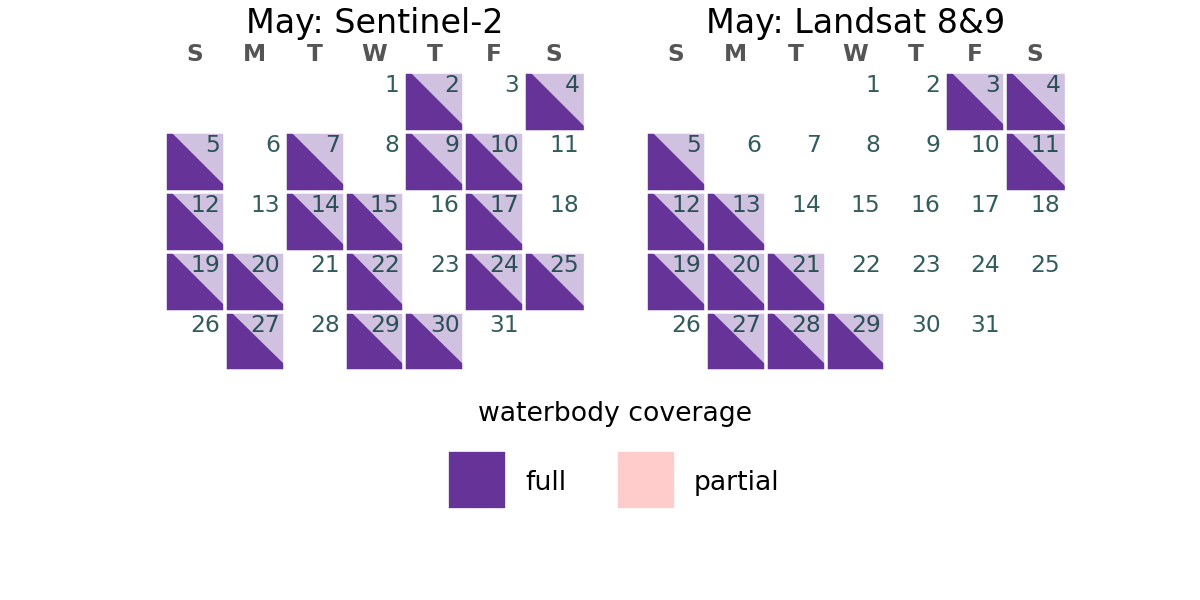 May: Sentinel-2
S M T W T F S
1 2 3 4
5 6 7 8 9 10 11
12 13 14 15 16 17 18
19 20 21 22 23 24 25
26 27 28 29 30 31
May: Landsat 8&9
S M T W T F S
1 2 3 4
5 6 7 8 9 10 11
12 13 14 15 16 17 18
19 20 21 22 23 24 25
26 27 28 29 30 31
waterbody coverage
full
partial